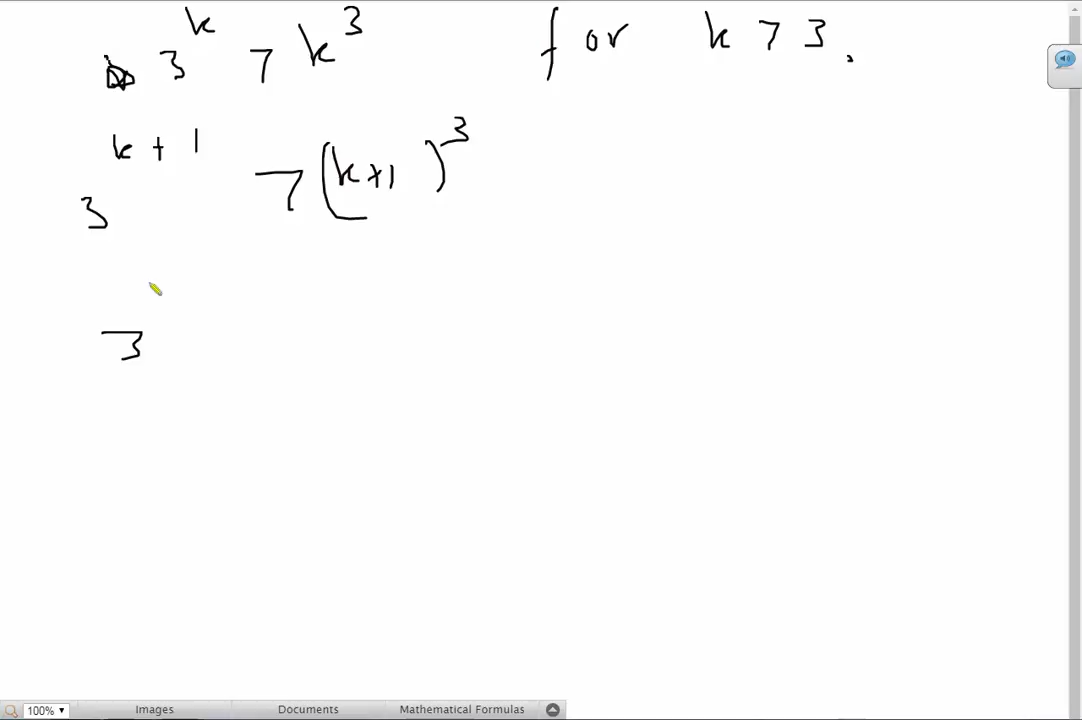 3^k > k^3 for k > 3.
3^(k+1) > (k+1)^3
3
100% ▼ Images Documents Mathematical Formulas